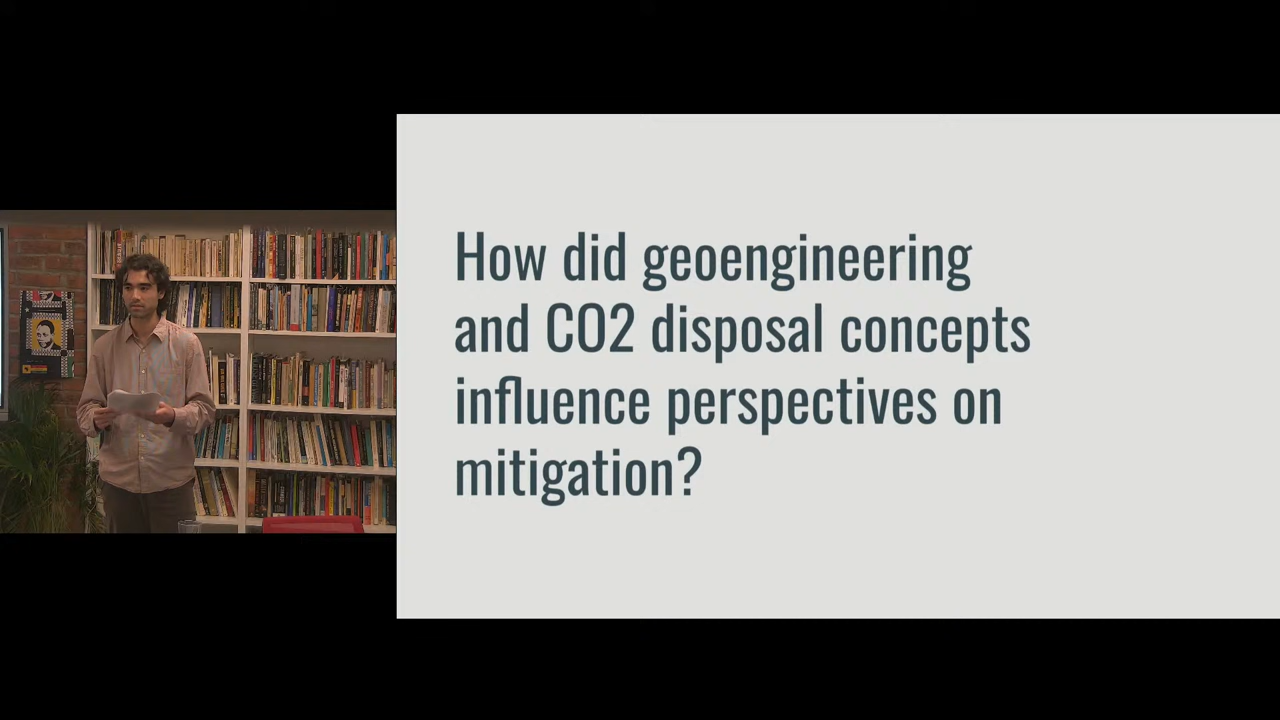 How did geoengineering
and CO2 disposal concepts
influence perspectives on
mitigation?